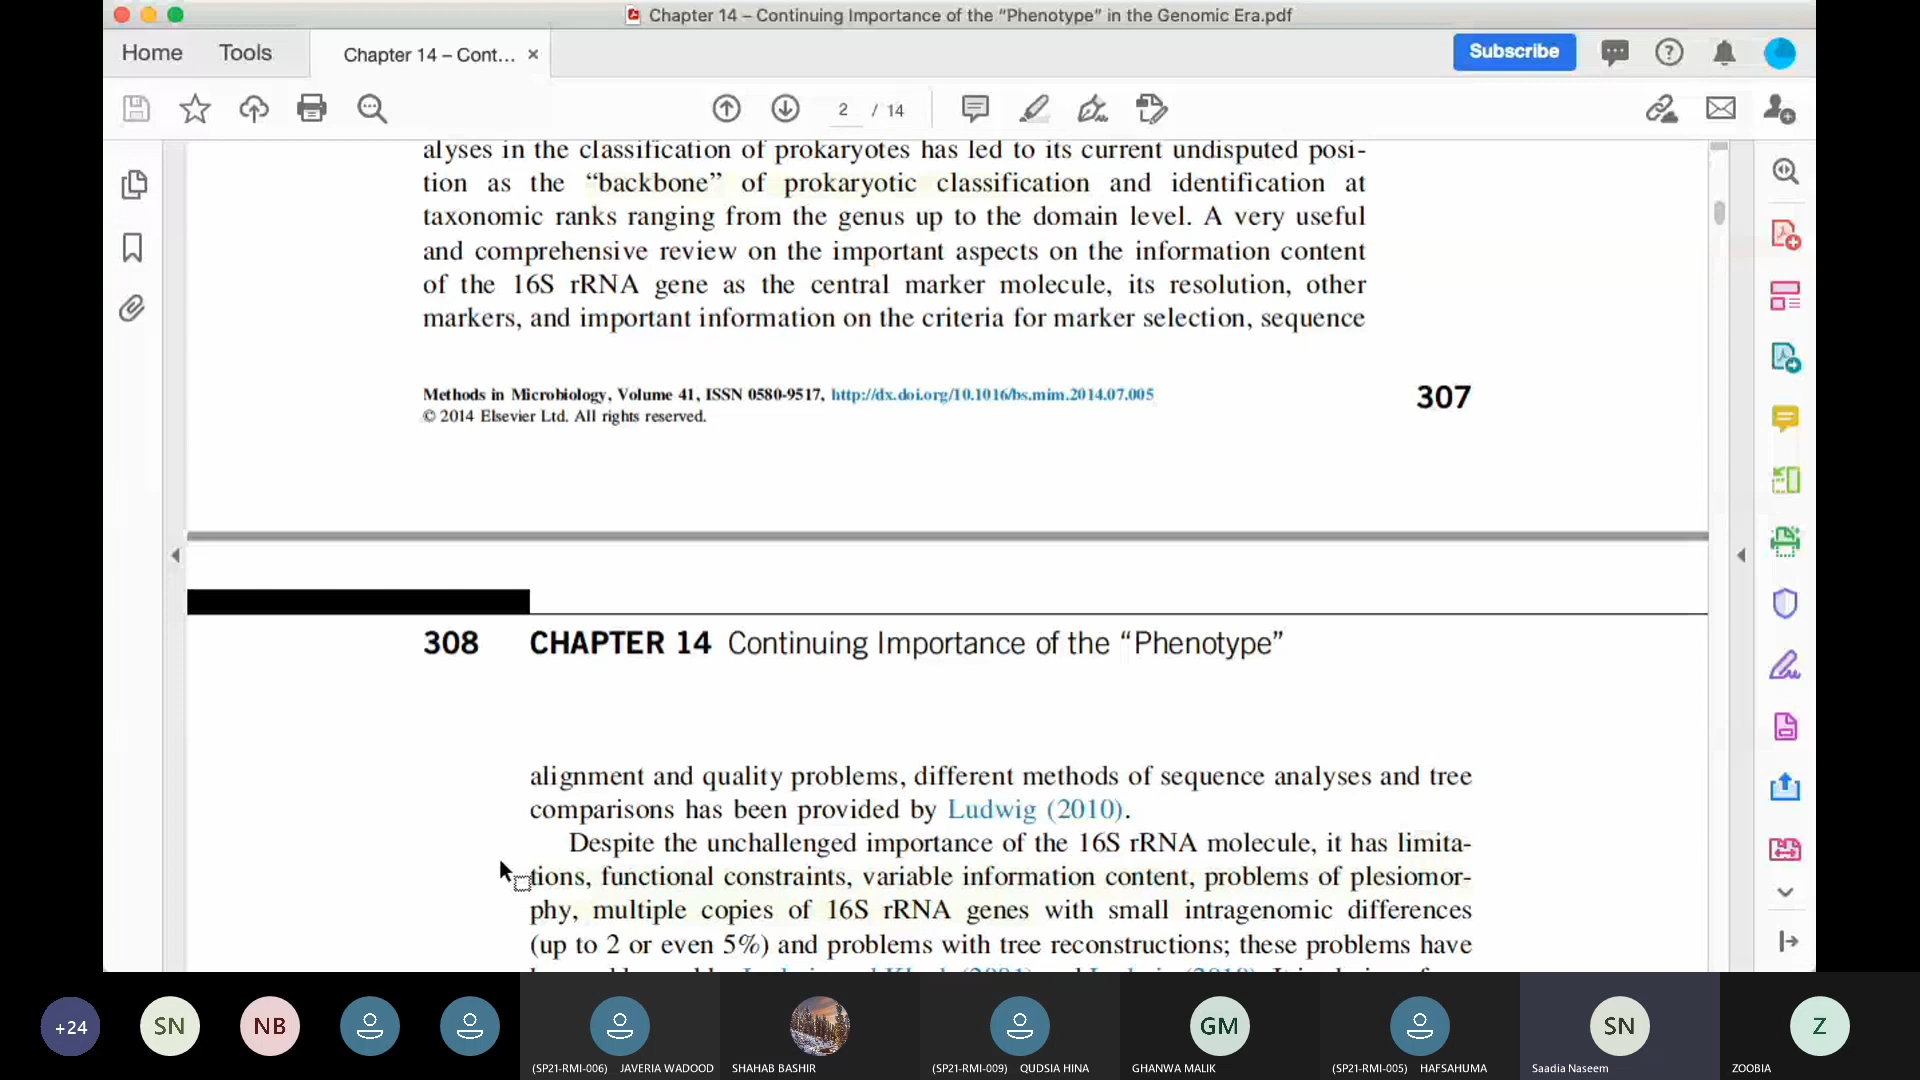 Chapter 14 – Continuing Importance of the “Phenotype” in the Genomic Era.pdf
Home Tools Chapter 14 – Cont... × Subscribe
2 / 14
alyses in the classification of prokaryotes has led to its current undisputed posi-
tion as the “backbone” of prokaryotic classification and identification at
taxonomic ranks ranging from the genus up to the domain level. A very useful
and comprehensive review on the important aspects on the information content
of the 16S rRNA gene as the central marker molecule, its resolution, other
markers, and important information on the criteria for marker selection, sequence
Methods in Microbiology, Volume 41, ISSN 0580-9517, http://dx.doi.org/10.1016/bs.mim.2014.07.005
© 2014 Elsevier Ltd. All rights reserved.
307
308 CHAPTER 14 Continuing Importance of the “Phenotype”
alignment and quality problems, different methods of sequence analyses and tree
comparisons has been provided by Ludwig (2010).
Despite the unchallenged importance of the 16S rRNA molecule, it has limita-
tions, functional constraints, variable information content, problems of plesiomor-
phy, multiple copies of 16S rRNA genes with small intragenomic differences
(up to 2 or even 5%) and problems with tree reconstructions; these problems have
+24 SN NB GM SN Z
(SP21-RMI-006) JAVERIA WADOOD SHAHAB BASHIR (SP21-RMI-009) QUDSIA HINA GHANWA MALIK (SP21-RMI-005) HAFSAHUMA Saadia Naseem ZOOBIA